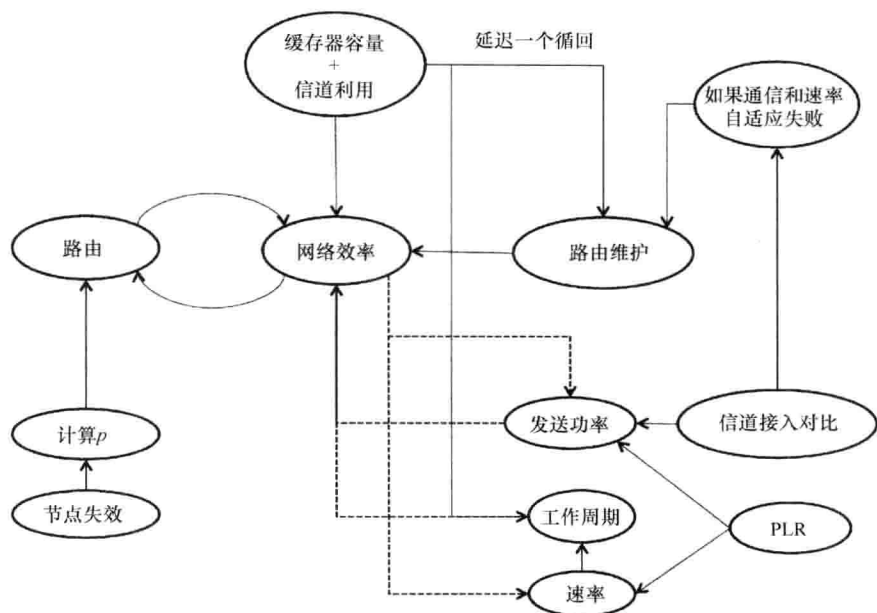 缓存器容量
+
信道利用
延迟一个循回
如果通信和速率
自适应失败
路由
网络效率
路由维护
计算p
发送功率
信道接入对比
节点失效
工作周期
PLR
速率